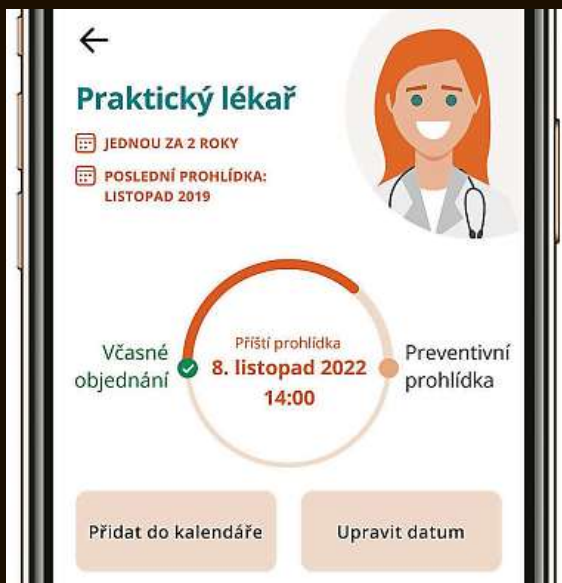 Praktický lékař
JEDNOU ZA 2 ROKY
POSLEDNÍ PROHLÍDKA:
LISTOPAD 2019
Včasné
objednání
Příští prohlídka
8. listopad 2022
14:00
Preventivní
prohlídka
Přidat do kalendáře
Upravit datum